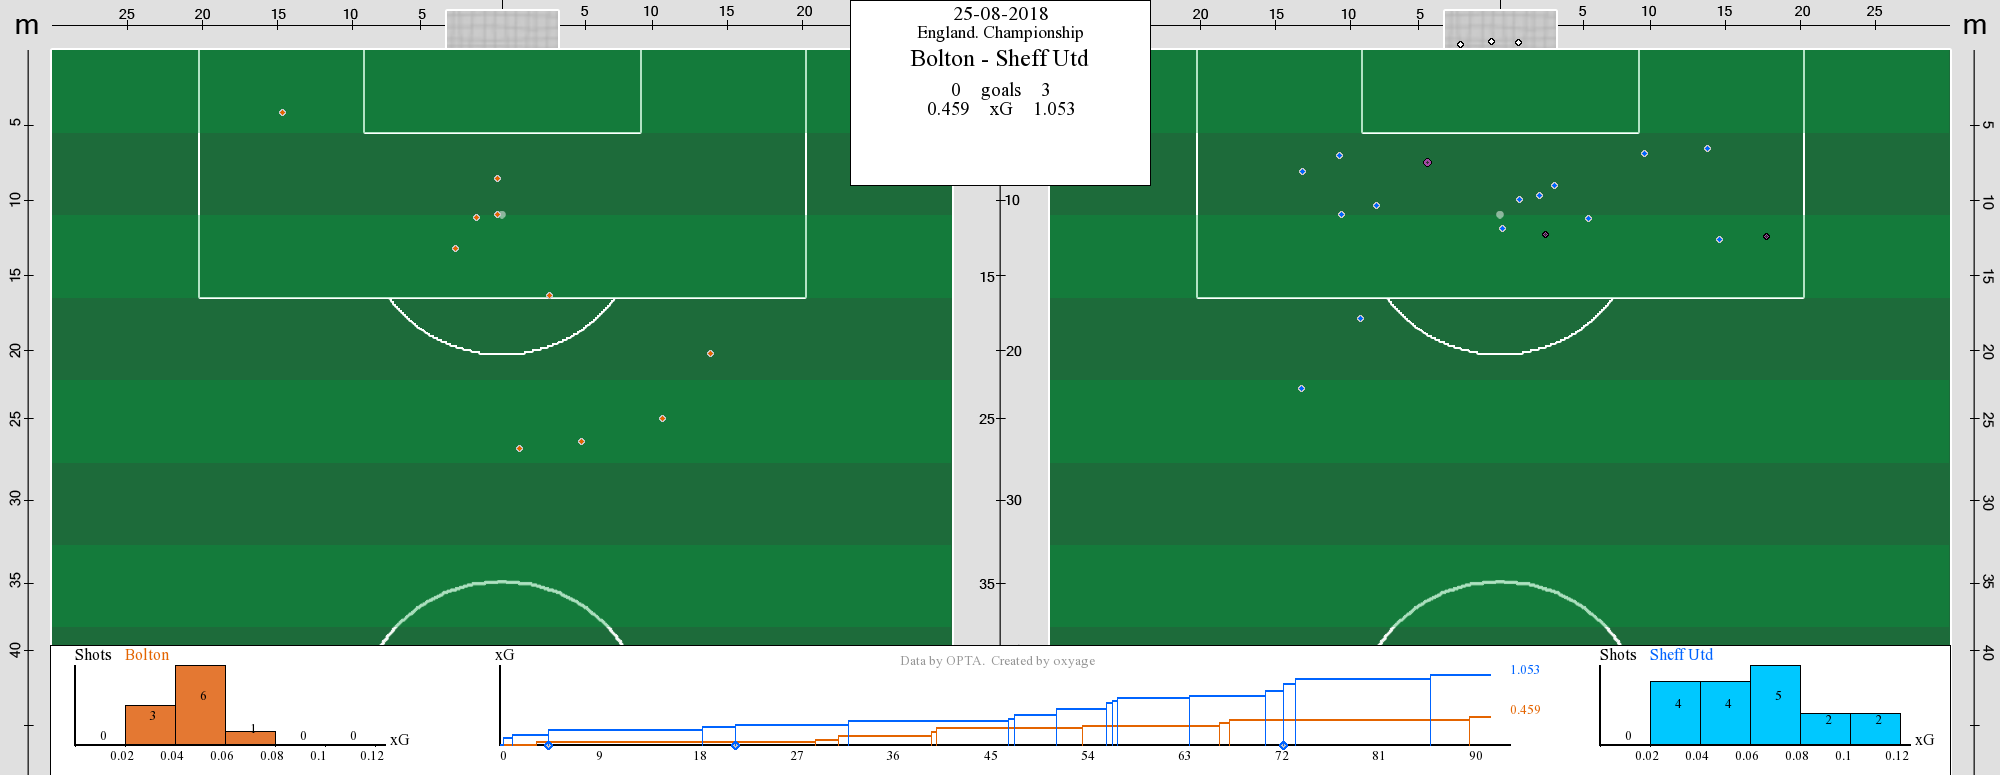 m 25 20 15 10 5 5 10 15 20
25-08-2018
England. Championship
Bolton - Sheff Utd
0 goals 3
0.459 xG 1.053
20 15 10 5 5 10 15 20 25 m
5 5
10 10 10
15 15 15
20 20 20
25 25 25
30 30 30
35 35 35
40 40
Shots Bolton
0 3 6 1 0 0
xG
0.02 0.04 0.06 0.08 0.1 0.12
xG
Data by OPTA. Created by oxyage
1.053
0.459
0 9 18 27 36 45 54 63 72 81 90
Shots Sheff Utd
0 4 4 5 2 2
xG
0.02 0.04 0.06 0.08 0.1 0.12